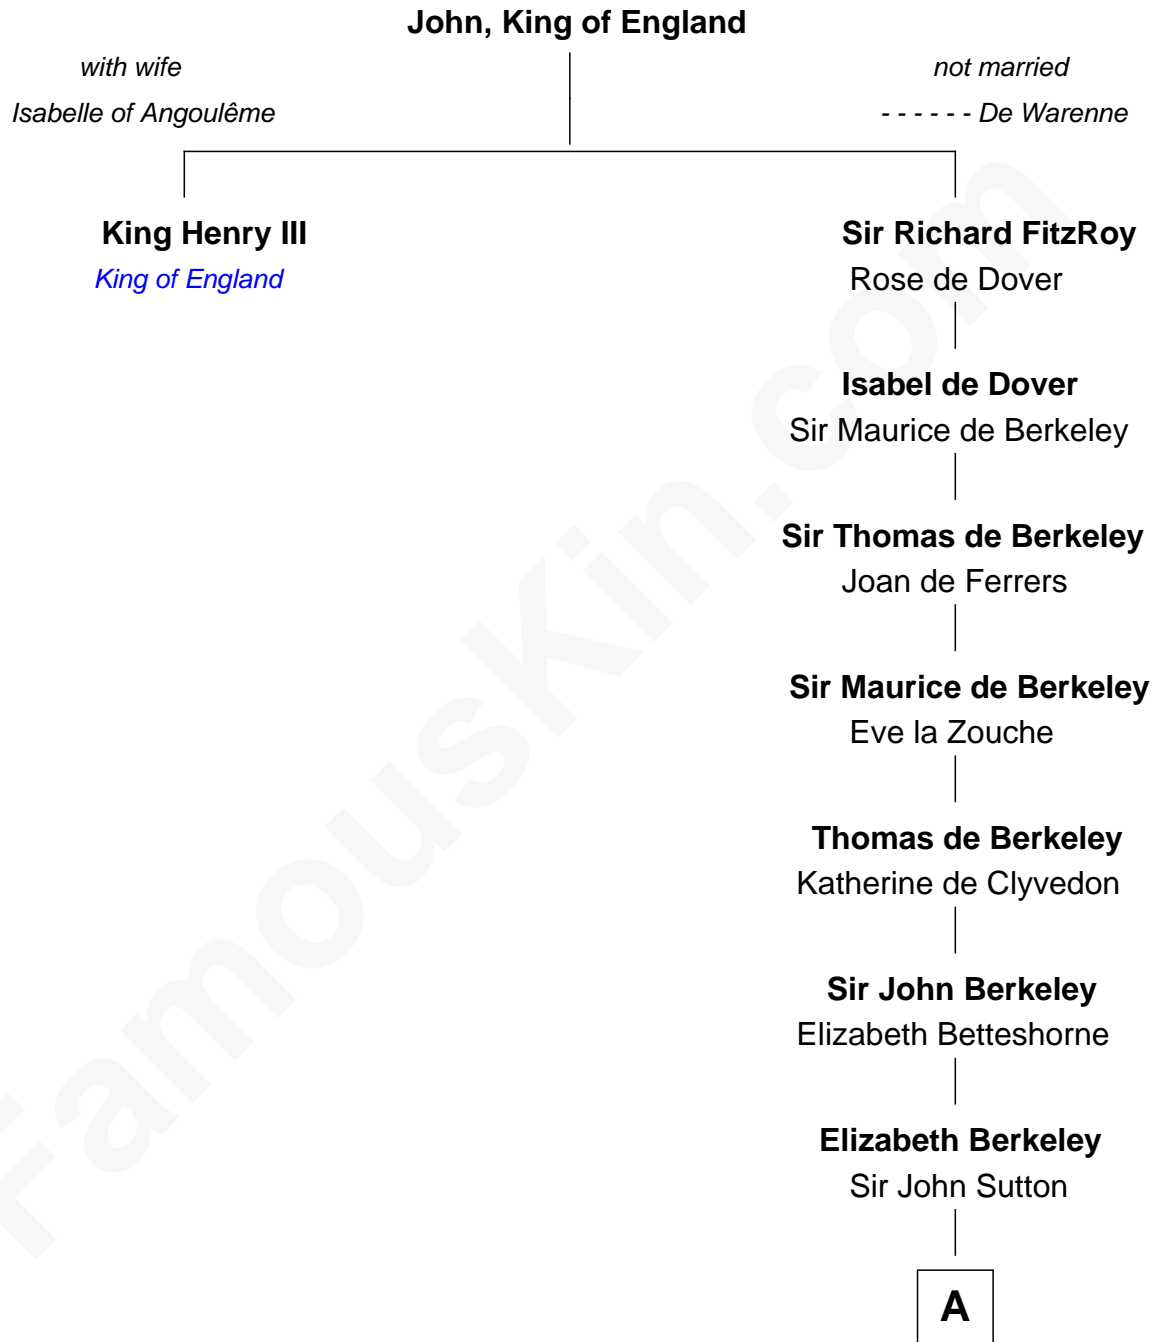 John, King of England
with wife
not married
Isabelle of Angoulême
- - - - - - De Warenne
King Henry III
Sir Richard FitzRoy
King of England
Rose de Dover
Isabel de Dover
Sir Maurice de Berkeley
Sir Thomas de Berkeley
Joan de Ferrers
Sir Maurice de Berkeley
Eve la Zouche
Thomas de Berkeley
Katherine de Clyvedon
Sir John Berkeley
Elizabeth Betteshorne
Elizabeth Berkeley
Sir John Sutton
A
FamousKin.com